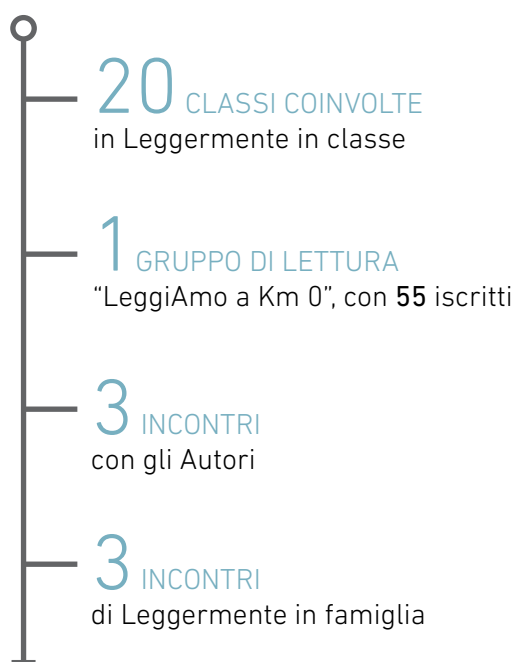 20 CLASSI COINVOLTE
in Leggermente in classe
1 GRUPPO DI LETTURA
“LeggiAmo a Km 0”, con 55 iscritti
3 INCONTRI
con gli Autori
3 INCONTRI
di Leggermente in famiglia